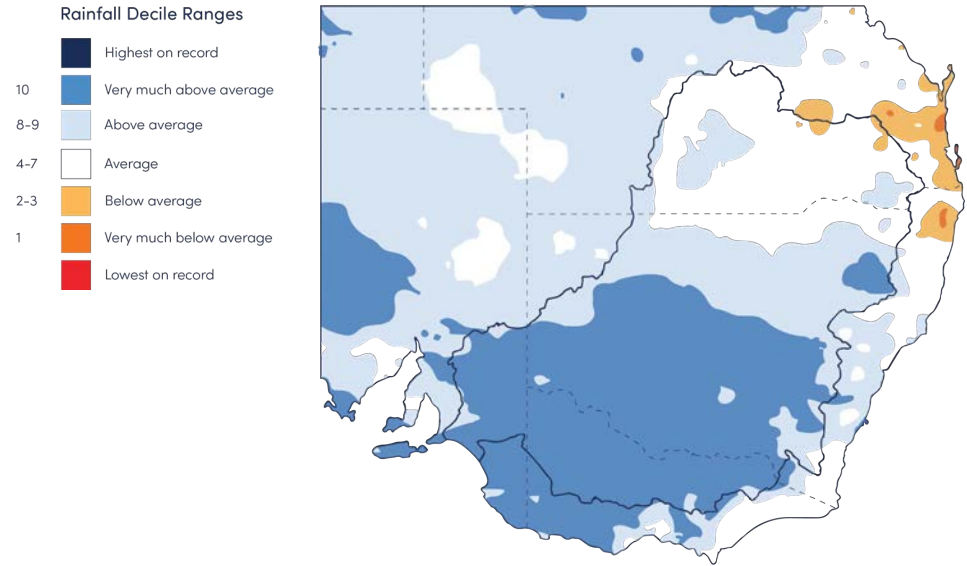 Rainfall Decile Ranges
Highest on record
10 Very much above average
8-9 Above average
4-7 Average
2-3 Below average
1 Very much below average
Lowest on record